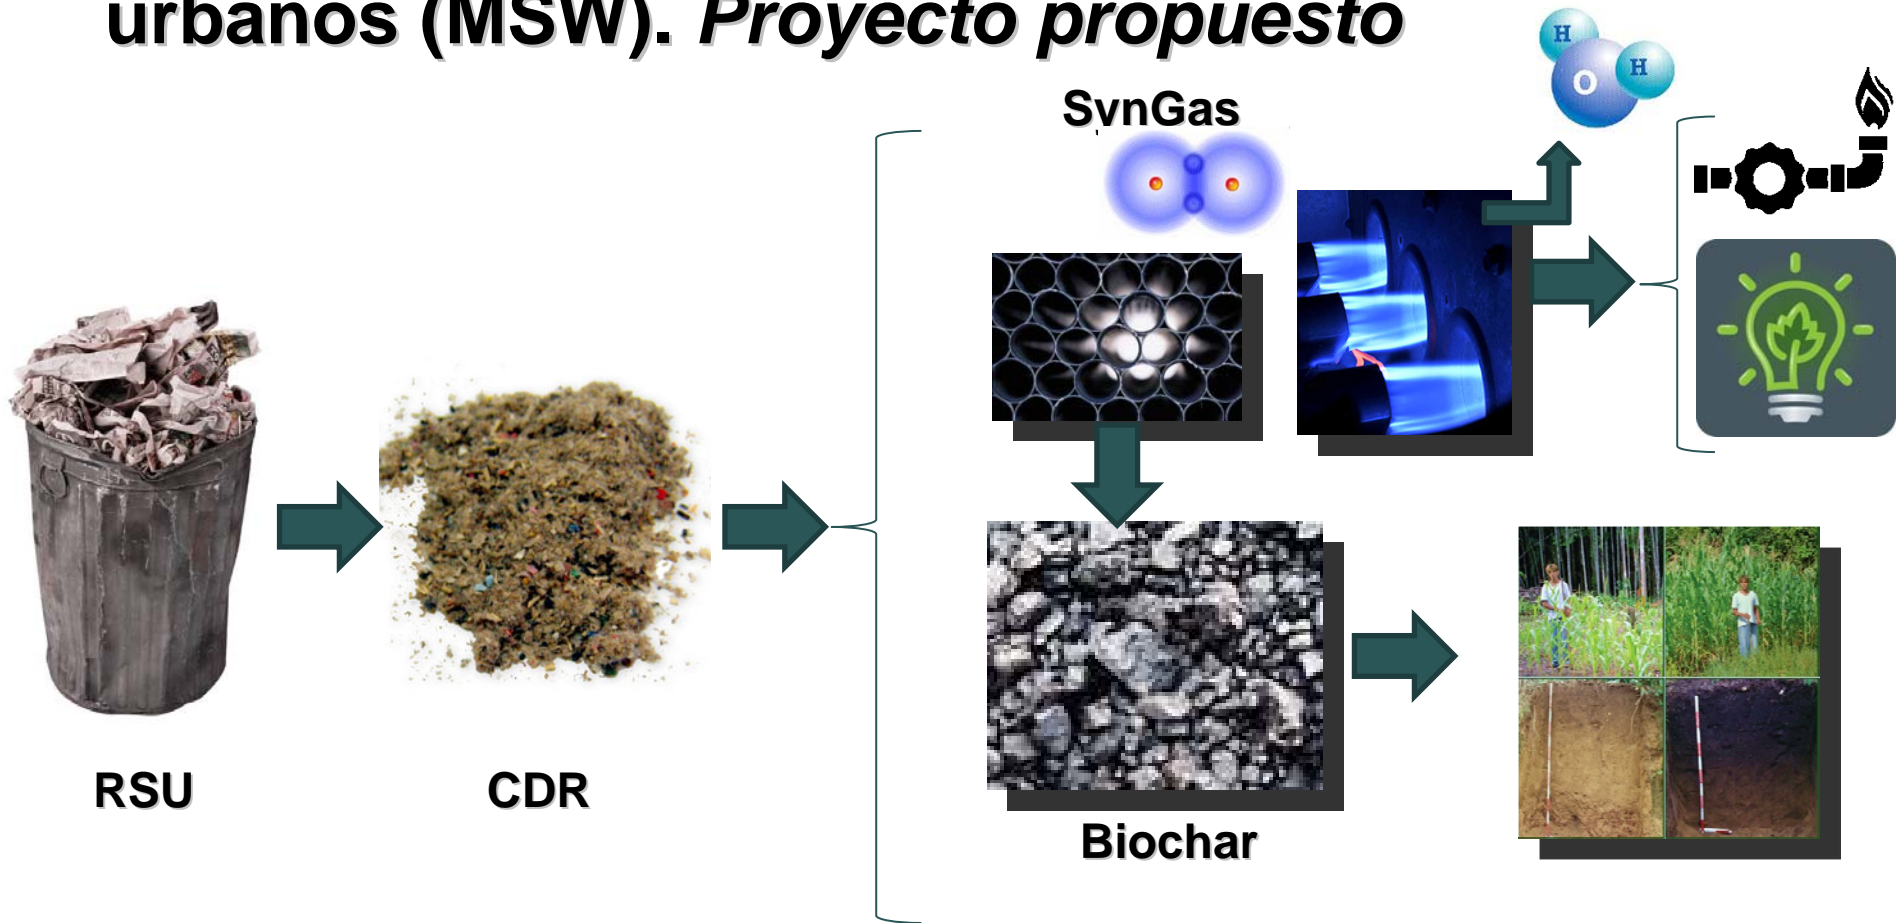 urbanos (MSW). Proyecto propuesto
H
O
H
SynGas
RSU
CDR
Biochar